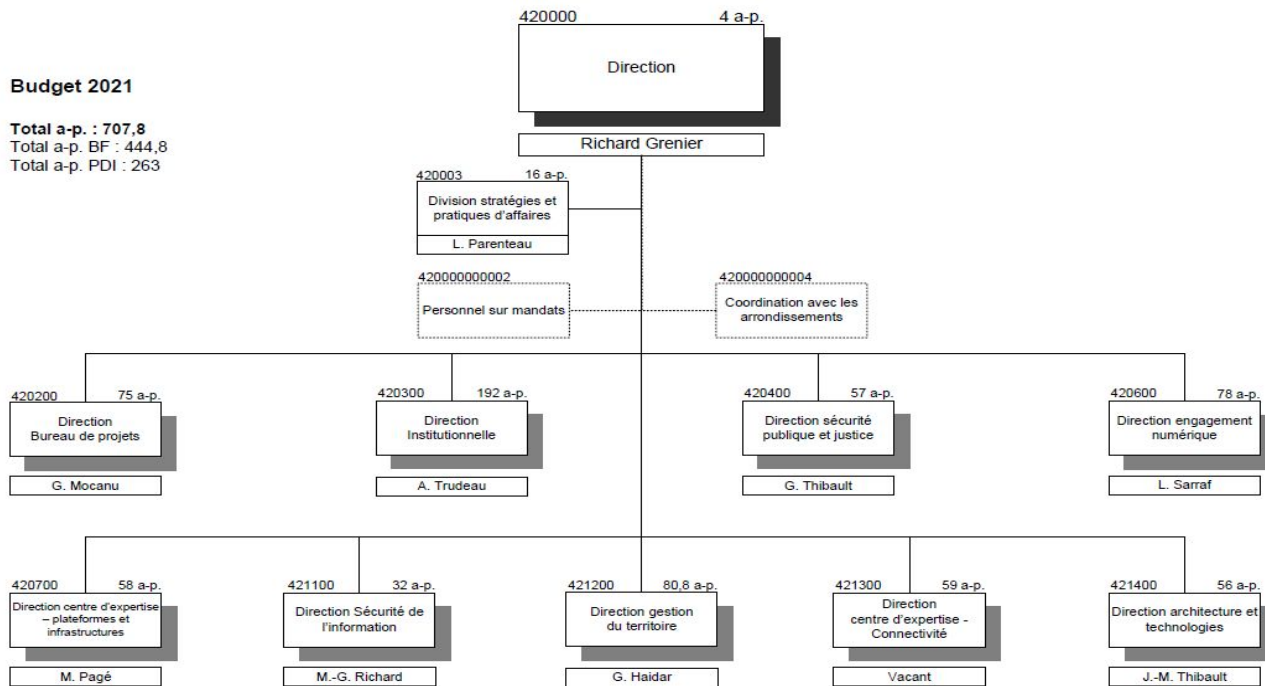 420000 4 a-p.
Direction
Richard Grenier
Budget 2021
Total a-p. : 707,8
Total a-p. BF : 444,8
Total a-p. PDI : 263
420003 16 a-p.
Division stratégies et
pratiques d'affaires
L. Parenteau
420000000002
Personnel sur mandats
420000000004
Coordination avec les
arrondissements
420200 75 a-p.
Direction
Bureau de projets
G. Mocanu
420300 192 a-p.
Direction
Institutionnelle
A. Trudeau
420400 57 a-p.
Direction sécurité
publique et justice
G. Thibault
420600 78 a-p.
Direction engagement
numérique
L. Sarraf
420700 58 a-p.
Direction centre d'expertise
– plateformes et
infrastructures
M. Pagé
421100 32 a-p.
Direction Sécurité de
l'information
M.-G. Richard
421200 80,8 a-p.
Direction gestion
du territoire
G. Haidar
421300 59 a-p.
Direction
centre d'expertise -
Connectivité
Vacant
421400 56 a-p.
Direction architecture et
technologies
J.-M. Thibault